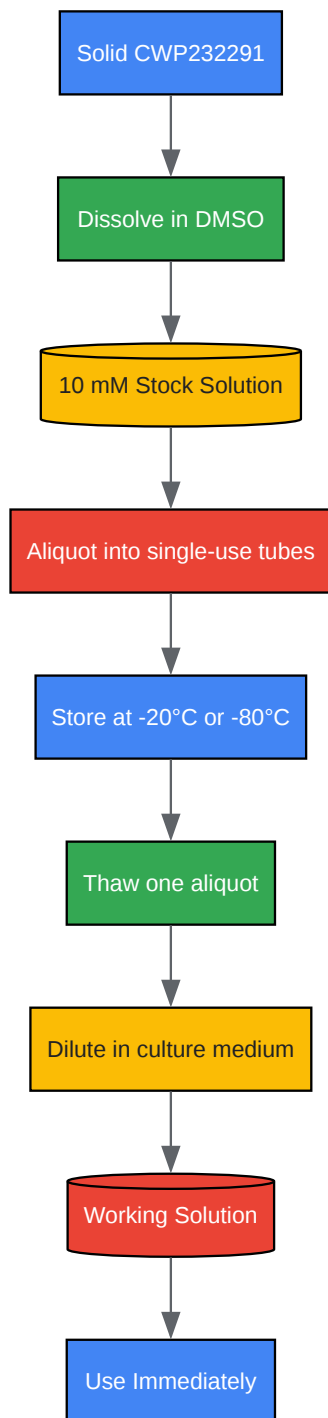 Solid CWP232291
Dissolve in DMSO
10 mM Stock Solution
Aliquot into single-use tubes
Store at -20°C or -80°C
Thaw one aliquot
Dilute in culture medium
Working Solution
Use Immediately